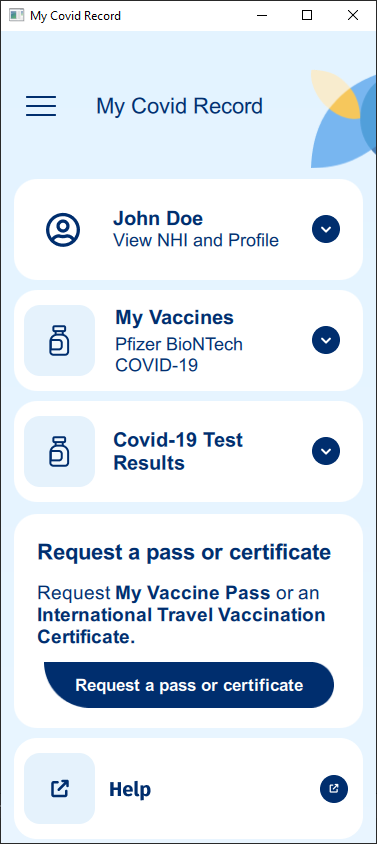 My Covid Record
My Covid Record
John Doe
View NHI and Profile
My Vaccines
Pfizer BioNTech
COVID-19
Covid-19 Test
Results
Request a pass or certificate
Request My Vaccine Pass or an
International Travel Vaccination
Certificate.
Request a pass or certificate
Help